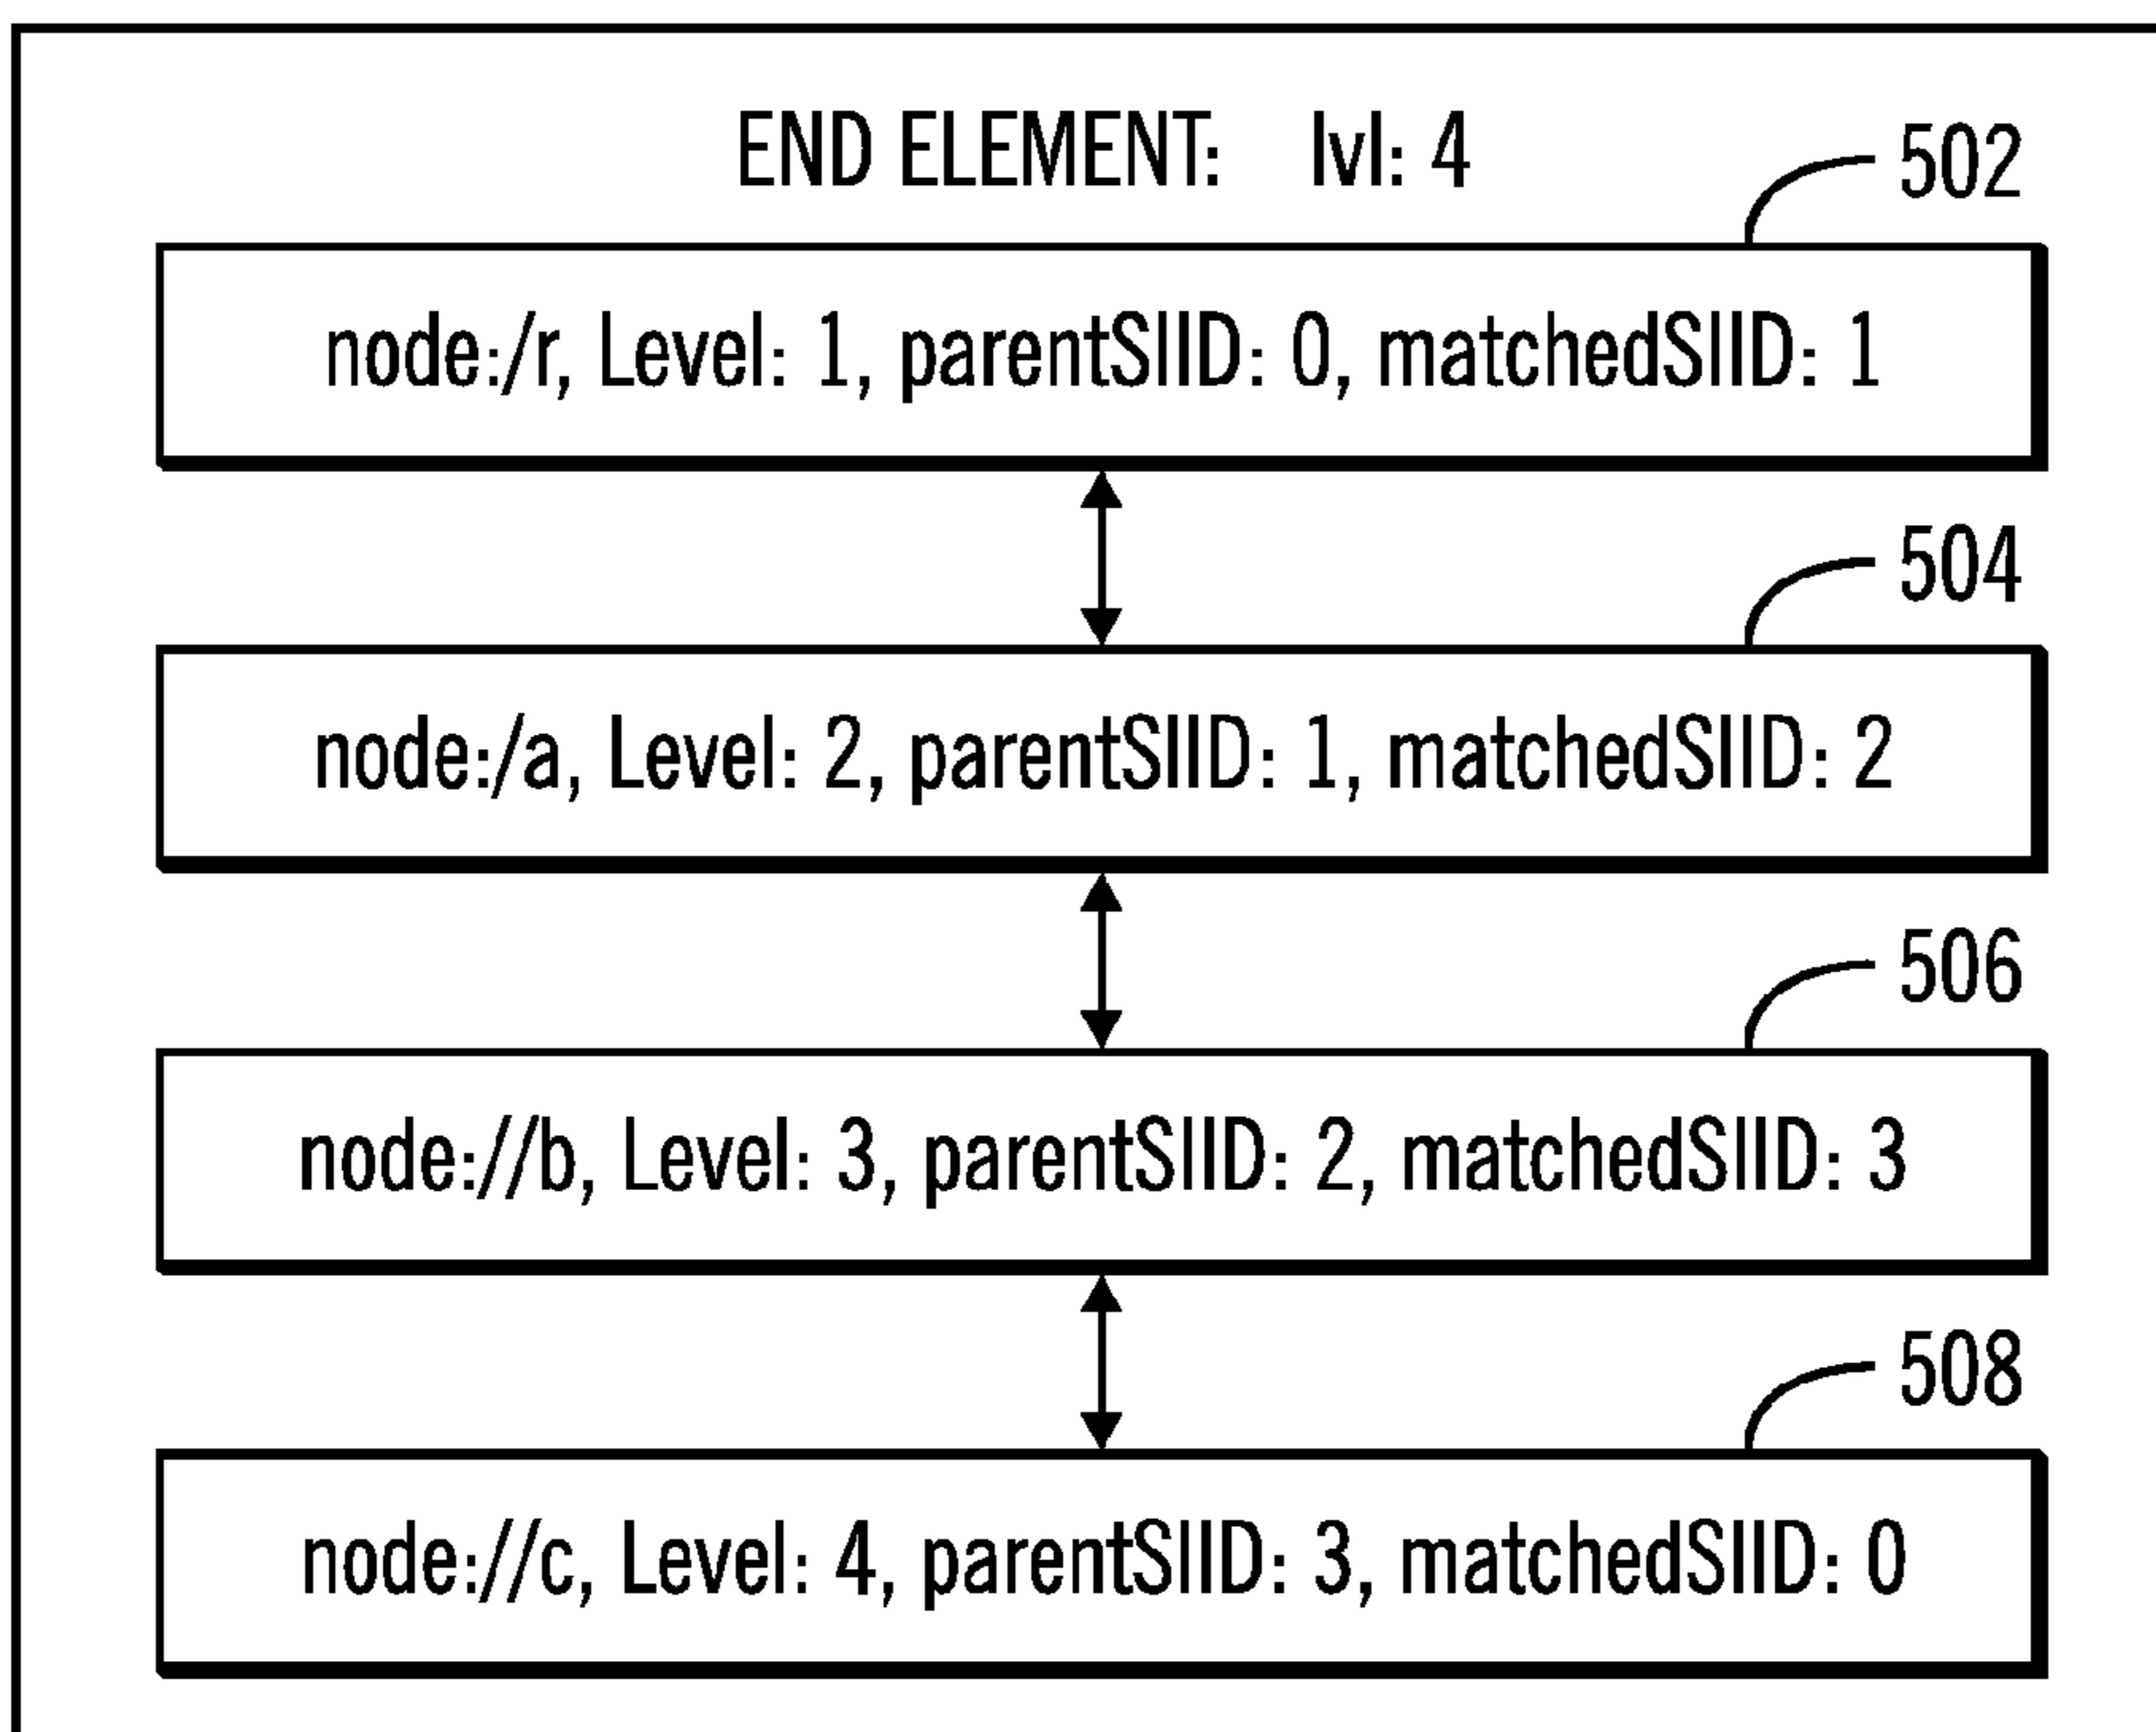 END ELEMENT: lvl: 4
502
node:/r, Level: 1, parentSIID: 0, matchedSIID: 1
504
node:/a, Level: 2, parentSIID: 1, matchedSIID: 2
506
node://b, Level: 3, parentSIID: 2, matchedSIID: 3
508
node://c, Level: 4, parentSIID: 3, matchedSIID: 0